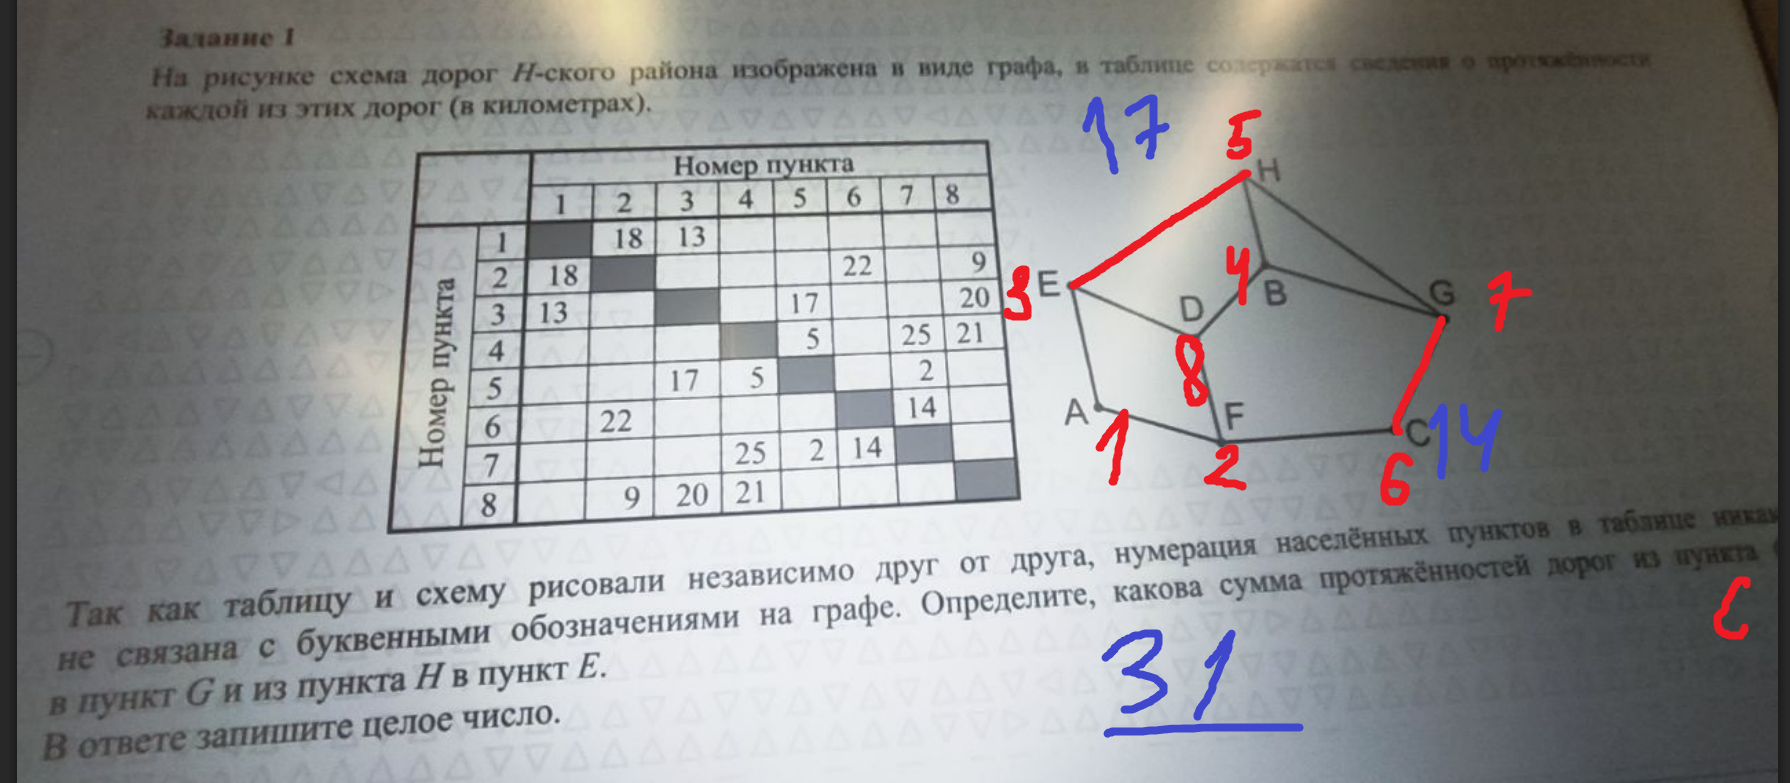 Задание 1
На рисунке схема дорог Н-ского района изображена в виде графа, в таблице содержатся сведения о протяжённости
каждой из этих дорог (в километрах).
Номер пункта
1 2 3 4 5 6 7 8
Номер пункта
1 18 13
2 18 22 9
3 13 17 20
4 5 25 21
5 17 5 2
6 22 14
7 25 2 14
8 9 20 21
17
5
H
3 E
4
B
D
G 7
8
A
1
F
2
C 14
6
Так как таблицу и схему рисовали независимо друг от друга, нумерация населённых пунктов в таблице
не связана с буквенными обозначениями на графе. Определите, какова сумма протяжённостей дорог из пункта
C
в пункт G и из пункта H в пункт E.
В ответе запишите целое число.
31